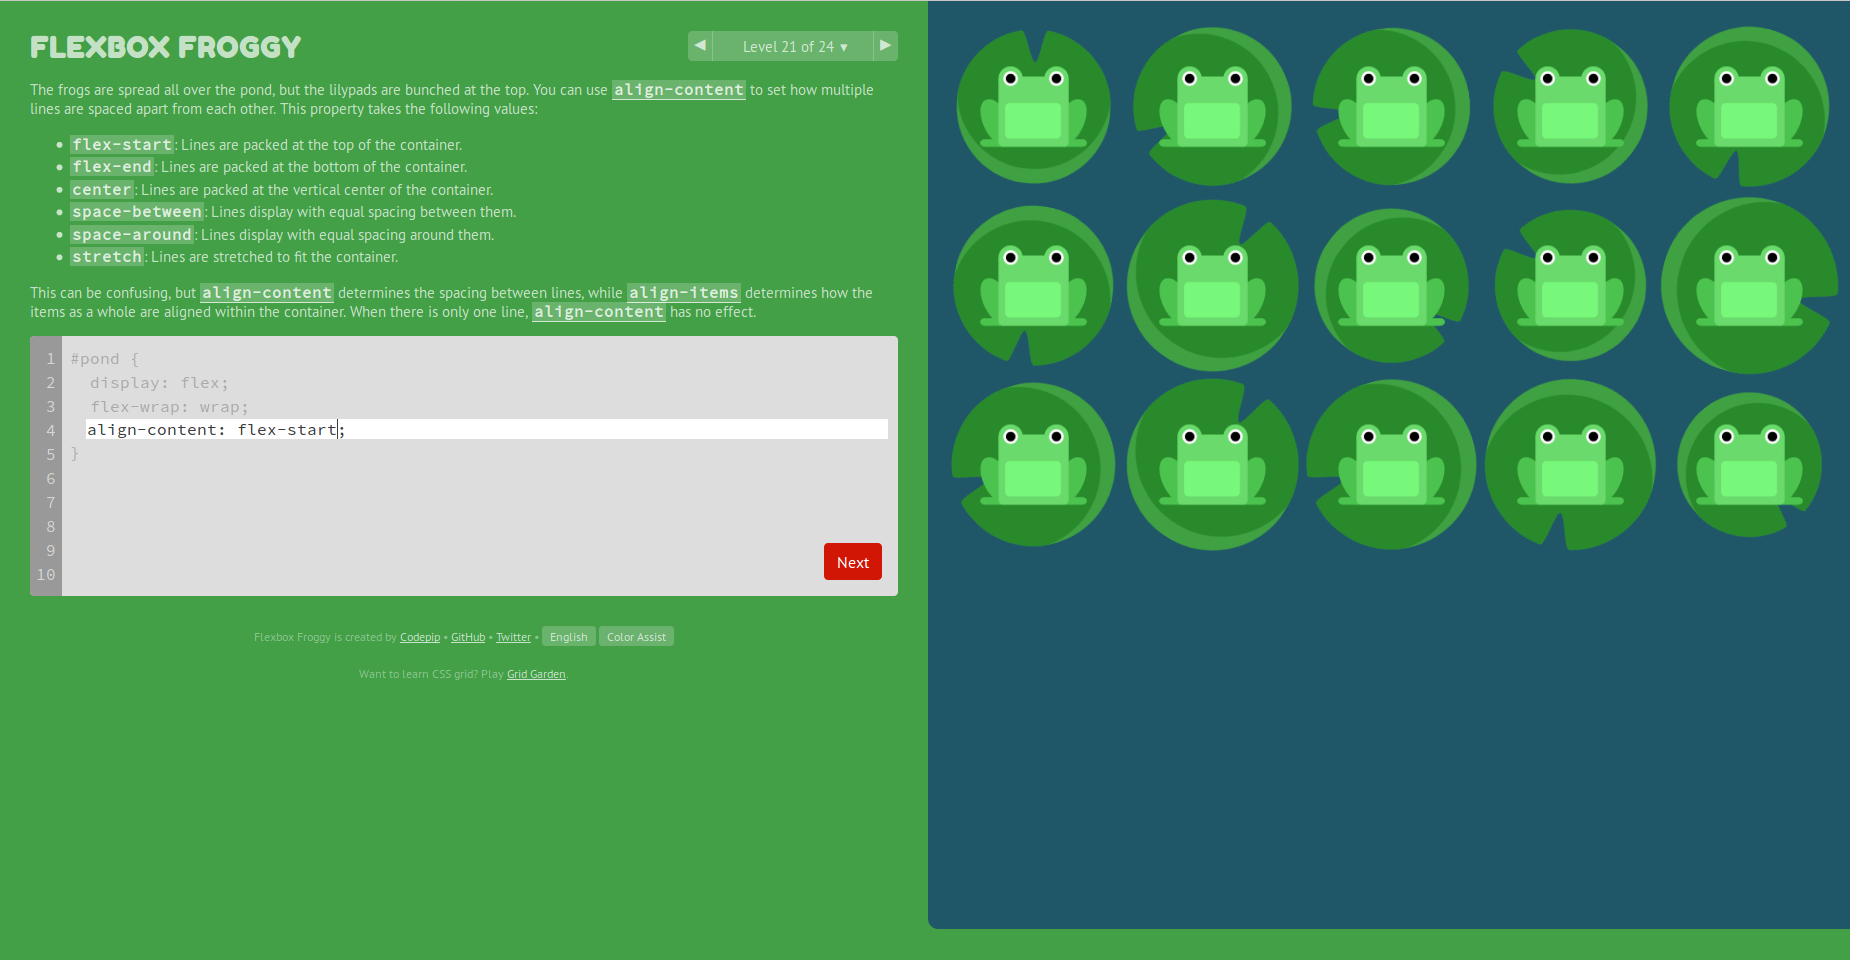 FLEXBOX FROGGY
◀ Level 21 of 24 ▾ ▶
The frogs are spread all over the pond, but the lilypads are bunched at the top. You can use align-content to set how multiple
lines are spaced apart from each other. This property takes the following values:
• flex-start: Lines are packed at the top of the container.
• flex-end: Lines are packed at the bottom of the container.
• center: Lines are packed at the vertical center of the container.
• space-between: Lines display with equal spacing between them.
• space-around: Lines display with equal spacing around them.
• stretch: Lines are stretched to fit the container.
This can be confusing, but align-content determines the spacing between lines, while align-items determines how the
items as a whole are aligned within the container. When there is only one line, align-content has no effect.
1 #pond {
2 display: flex;
3 flex-wrap: wrap;
4 align-content: flex-start;
5 }
6
7
8
9
10
Next
Flexbox Froggy is created by Codepip • GitHub • Twitter • English Color Assist
Want to learn CSS grid? Play Grid Garden.